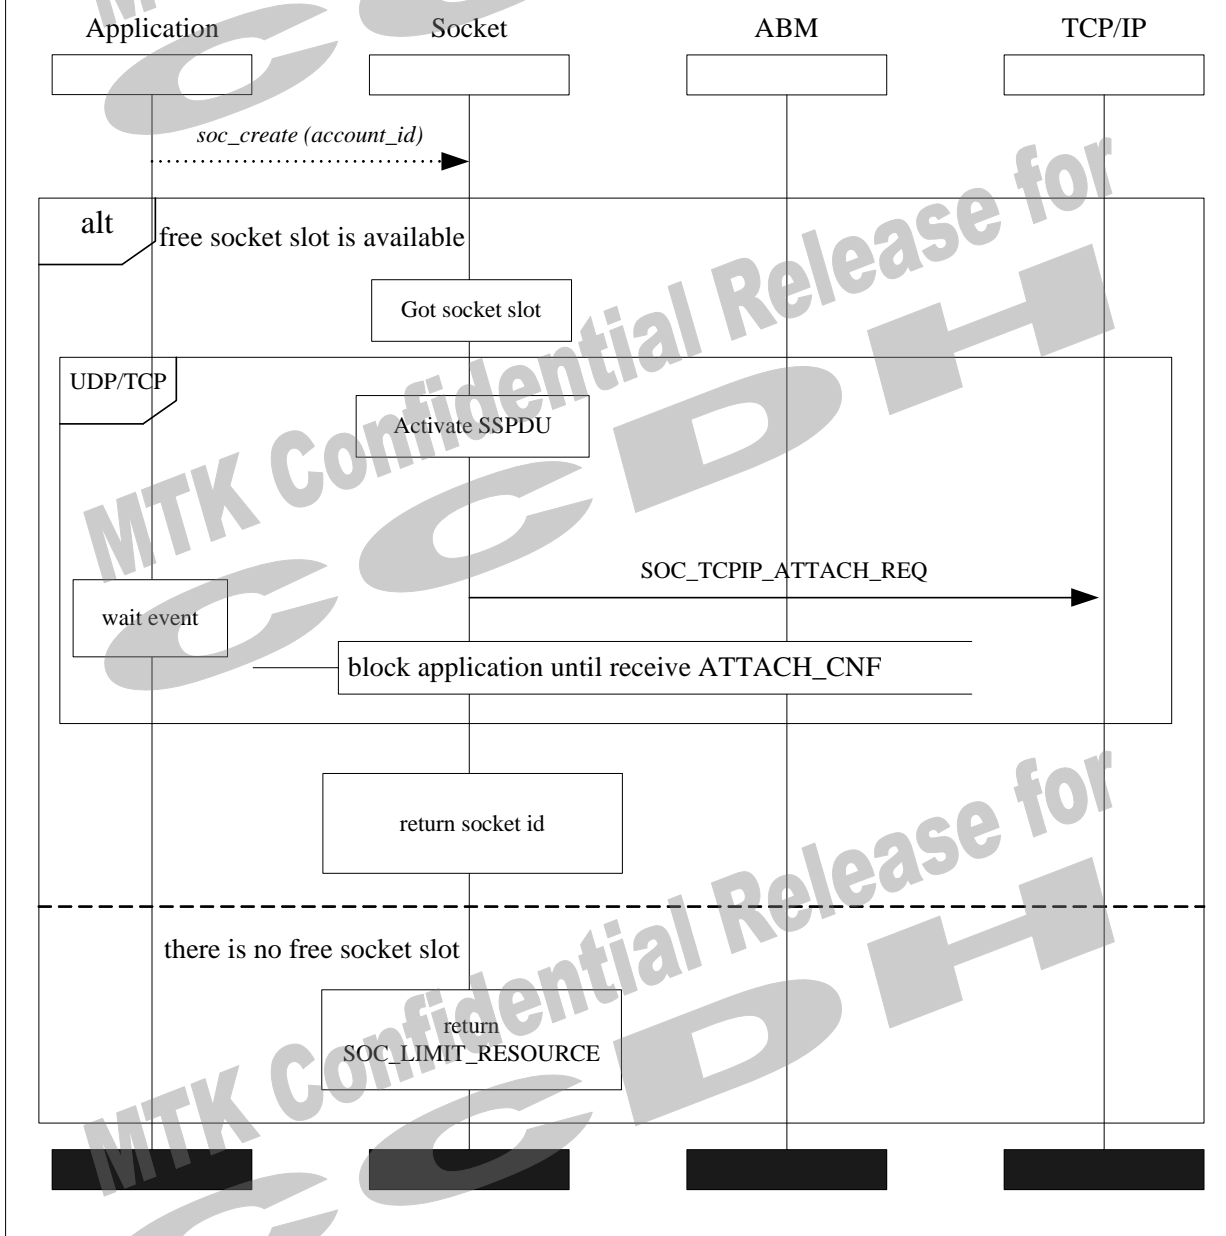 Application Socket ABM TCP/IP
soc_create (account_id)
alt
free socket slot is available
Got socket slot
UDP/TCP
Activate SSPDU
SOC_TCPIP_ATTACH_REQ
wait event
block application until receive ATTACH_CNF
return socket id
there is no free socket slot
return
SOC_LIMIT_RESOURCE
MTK Confidential Release for
CCDH
MTK Confidential Release for
CCDH